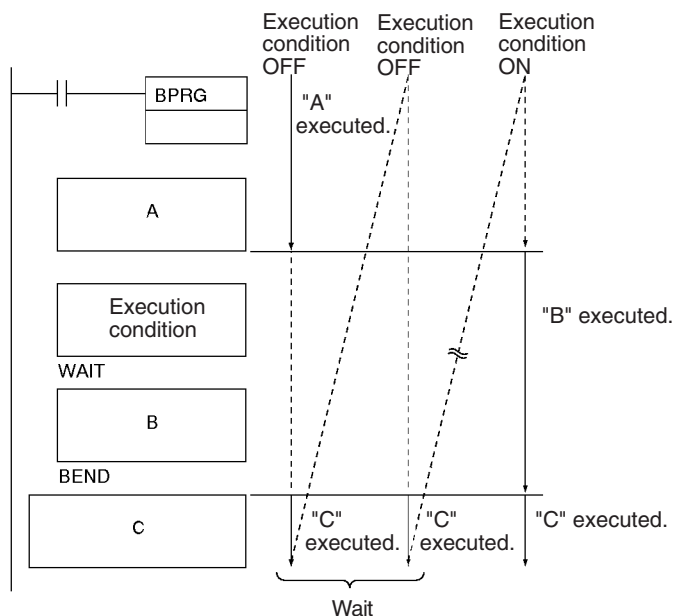 Execution
condition
OFF
Execution
condition
OFF
Execution
condition
ON
BPRG
"A"
executed.
A
Execution
condition
"B" executed.
WAIT
B
BEND
C
"C"
executed.
"C"
executed.
"C" executed.
Wait